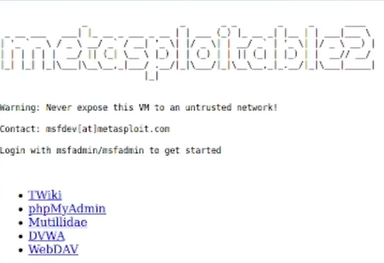 metasploitable2
Warning: Never expose this VM to an untrusted network!
Contact: msfdev[at]metasploit.com
Login with msfadmin/msfadmin to get started
TWiki
phpMyAdmin
Mutillidae
DVWA
WebDAV